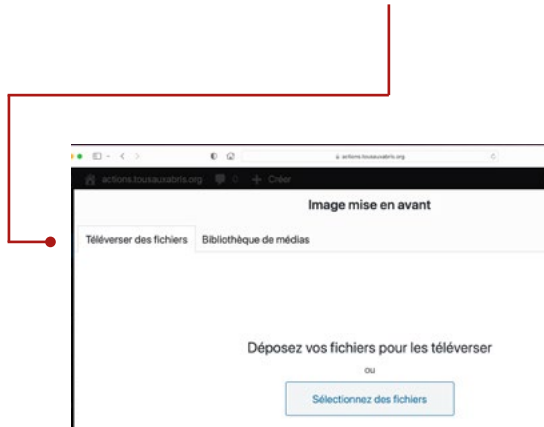 actions.tousauxabris.org
actions.tousauxabris.org 0 + Créer
Image mise en avant
Téléverser des fichiers Bibliothèque de médias
Déposez vos fichiers pour les téléverser
ou
Sélectionnez des fichiers